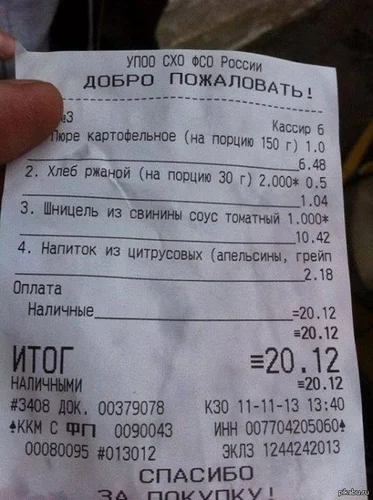 УПОО СХО ФСО России
ДОБРО ПОЖАЛОВАТЬ!
№3 Кассир 6
Пюре картофельное (на порцию 150 г) 1.0
6.48
2. Хлеб ржаной (на порцию 30 г) 2.000* 0.5
1.04
3. Шницель из свинины соус томатный 1.000*
10.42
4. Напиток из цитрусовых (апельсины, грейп
2.18
Оплата
Наличные =20.12
≡20.12
ИТОГ ≡20.12
НАЛИЧНЫМИ ≡20.12
#3408 ДОК. 00379078 КЗ0 11-11-13 13:40
♠ККМ С ФП 0090043 ИНН 007704205060♠
00080095 #013012 ЭКЛЗ 1244242013
СПАСИБО
ЗА ПОКУПКУ!
pikabu.ru